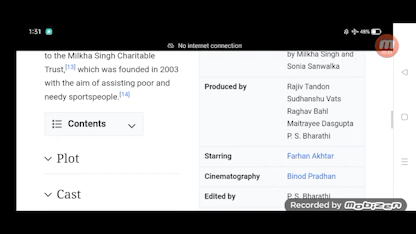 1:51
48%
No internet connection
to the Milkha Singh Charitable
Trust,[13] which was founded in 2003
with the aim of assisting poor and
needy sportspeople.[14]
Contents
Plot
Cast
by Milkha Singh and
Sonia Sanwalka
Produced by
Rajiv Tandon
Sudhanshu Vats
Raghav Bahl
Maitrayee Dasgupta
P. S. Bharathi
Starring
Farhan Akhtar
Cinematography
Binod Pradhan
Edited by
P. S. Bharathi
Recorded by
MOBIZEN